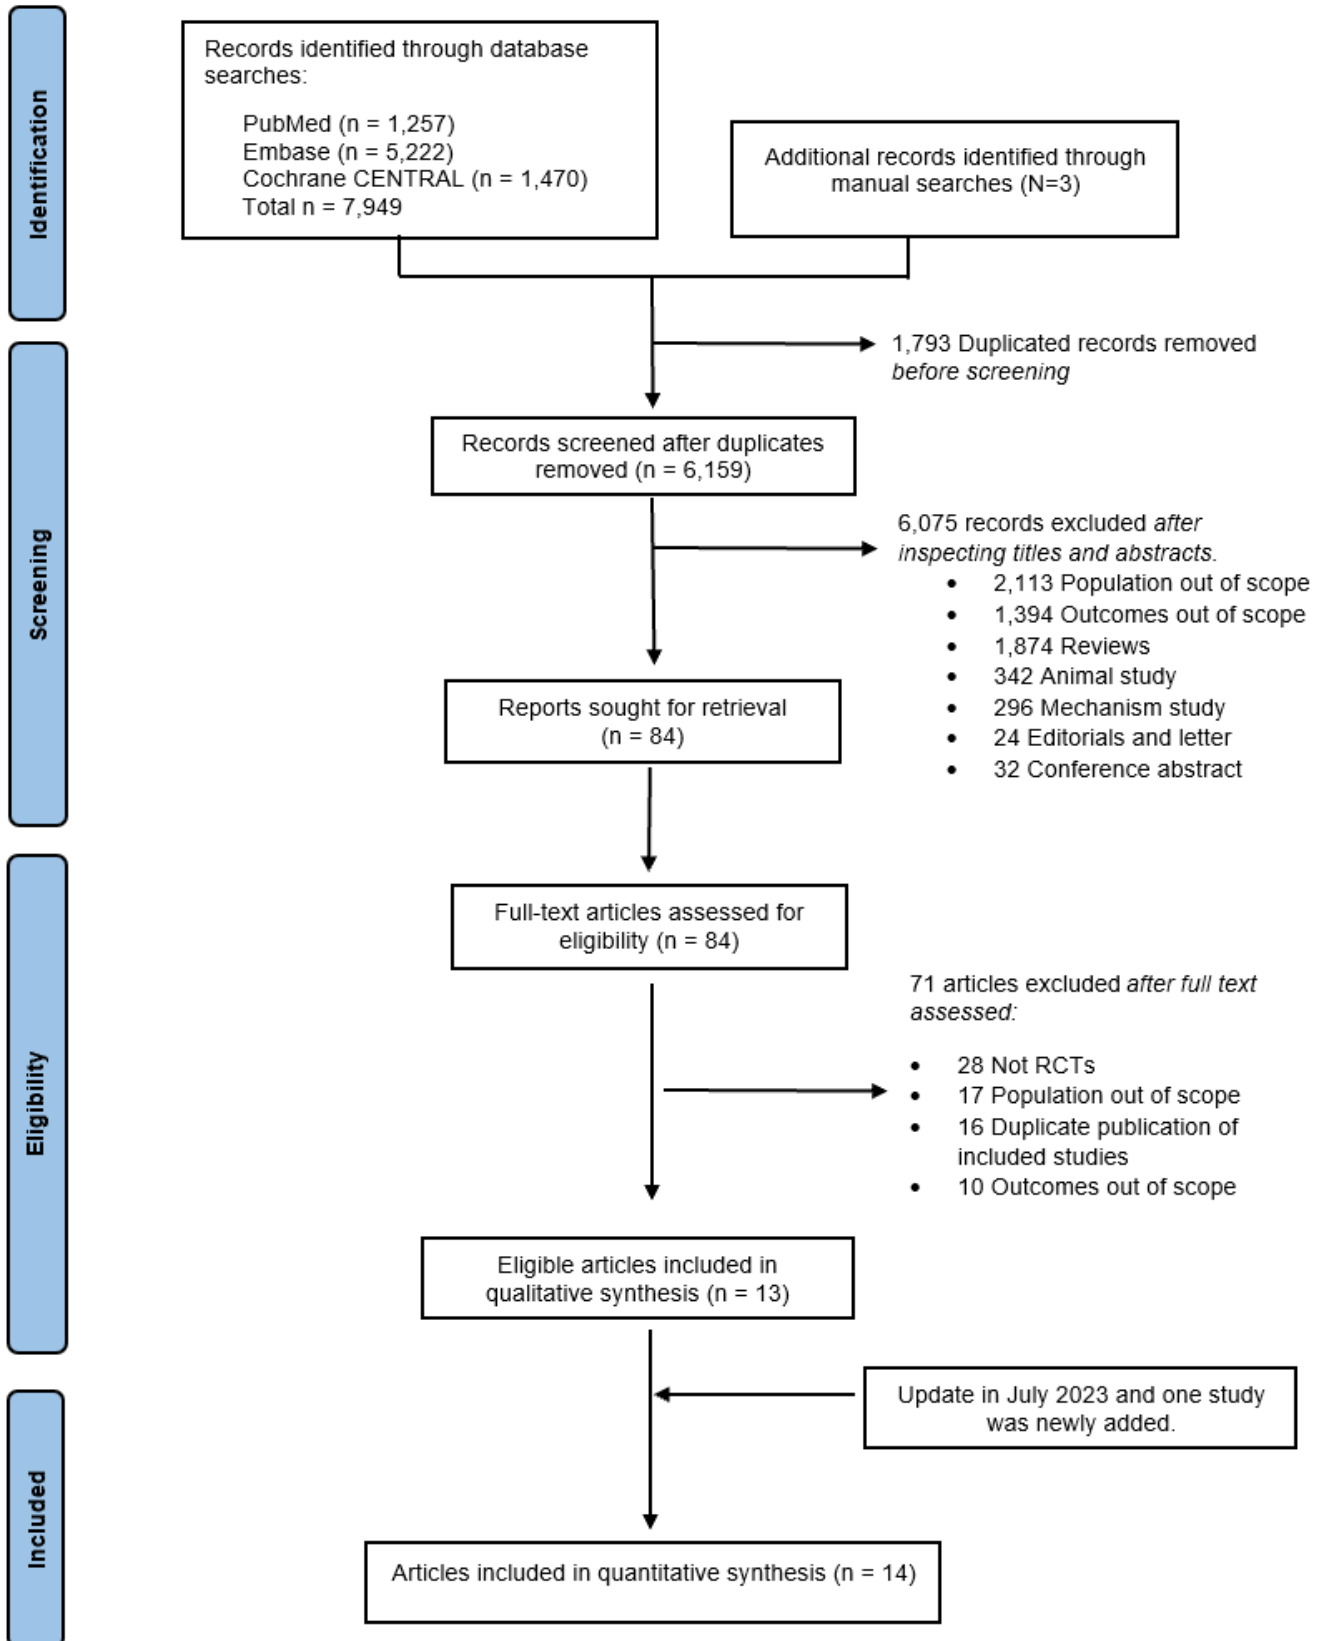 Identification
Records identified through database
searches:
PubMed (n = 1,257)
Embase (n = 5,222)
Cochrane CENTRAL (n = 1,470)
Total n = 7,949
Additional records identified through
manual searches (N=3)
1,793 Duplicated records removed
before screening
Screening
Records screened after duplicates
removed (n = 6,159)
6,075 records excluded after
inspecting titles and abstracts.
• 2,113 Population out of scope
• 1,394 Outcomes out of scope
• 1,874 Reviews
• 342 Animal study
• 296 Mechanism study
• 24 Editorials and letter
• 32 Conference abstract
Reports sought for retrieval
(n = 84)
Eligibility
Full-text articles assessed for
eligibility (n = 84)
71 articles excluded after full text
assessed:
• 28 Not RCTs
• 17 Population out of scope
• 16 Duplicate publication of
included studies
• 10 Outcomes out of scope
Eligible articles included in
qualitative synthesis (n = 13)
Update in July 2023 and one study
was newly added.
Included
Articles included in quantitative synthesis (n = 14)